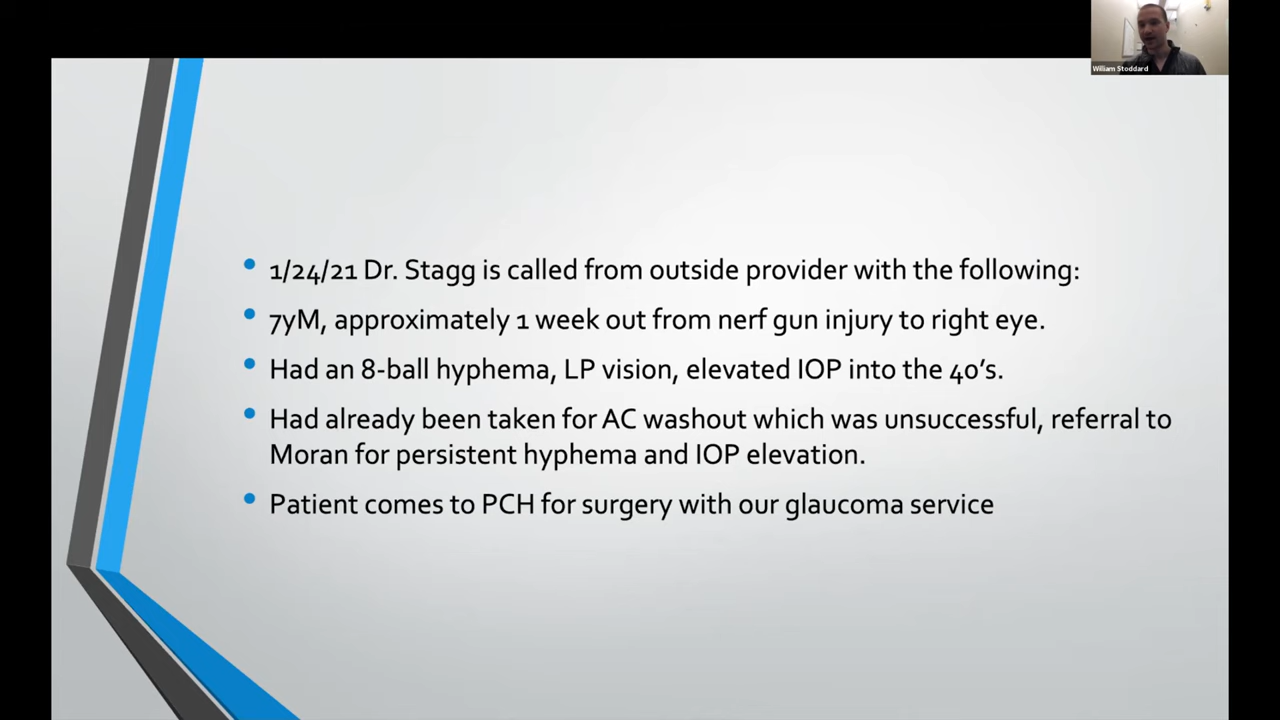 William Stoddard
• 1/24/21 Dr. Stagg is called from outside provider with the following:
• 7yM, approximately 1 week out from nerf gun injury to right eye.
• Had an 8-ball hyphema, LP vision, elevated IOP into the 40's.
• Had already been taken for AC washout which was unsuccessful, referral to
Moran for persistent hyphema and IOP elevation.
• Patient comes to PCH for surgery with our glaucoma service